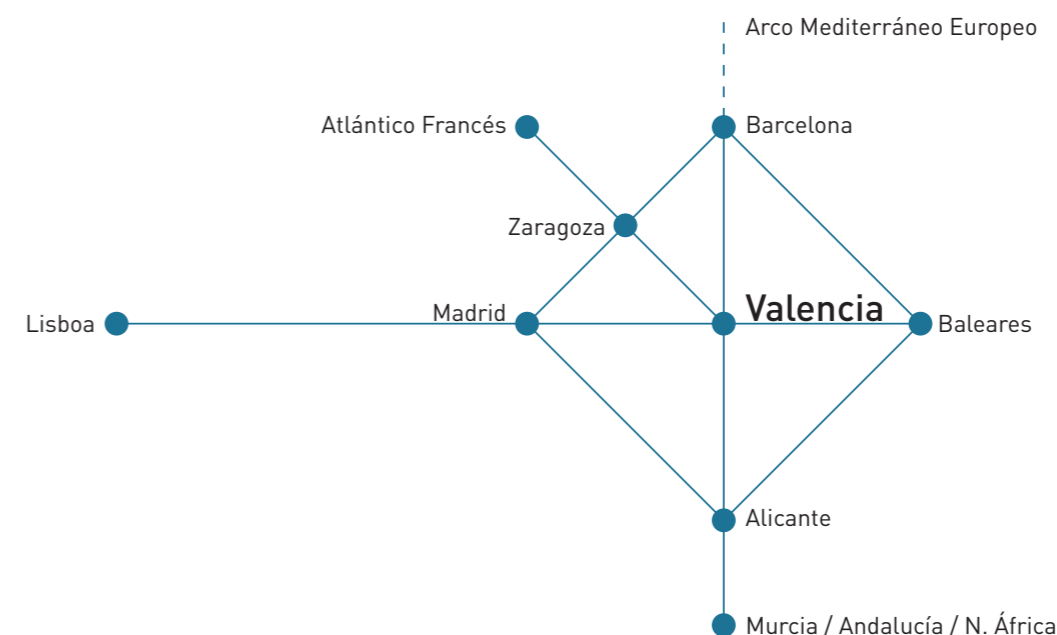 Arco Mediterráneo Europeo
Atlántico Francés
Barcelona
Zaragoza
Valencia
Madrid
Lisboa
Baleares
Alicante
Murcia / Andalucía / N. África